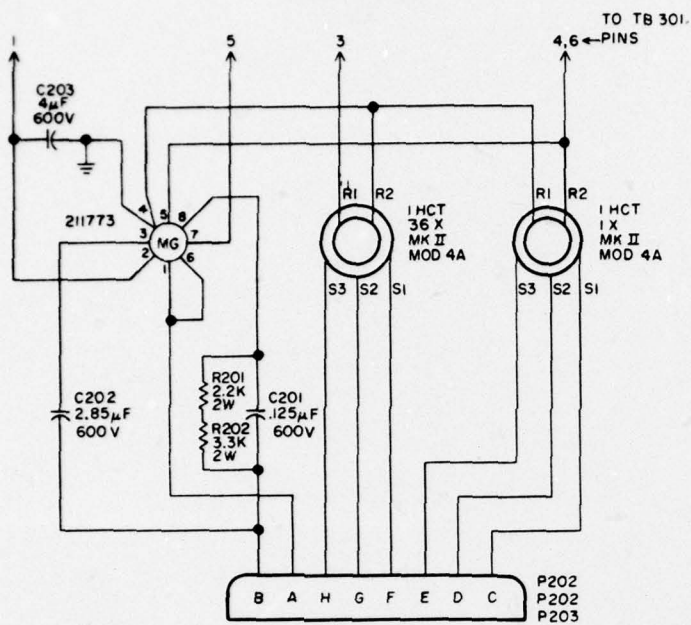 TO TB 301.
1 5 3 4,6 ← PINS
C203
4µF
600V
4 5 8
211773 3 MG 7
2 6
1
R1 R2
1 HCT
36 X
MK II
MOD 4A
S3 S2 S1
R1 R2
1 HCT
1 X
MK II
MOD 4A
S3 S2 S1
C202
2.85µF
600V
R201
2.2K
2W
R202
3.3K
2W
C201
.125µF
600V
B A H G F E D C
P202
P202
P203